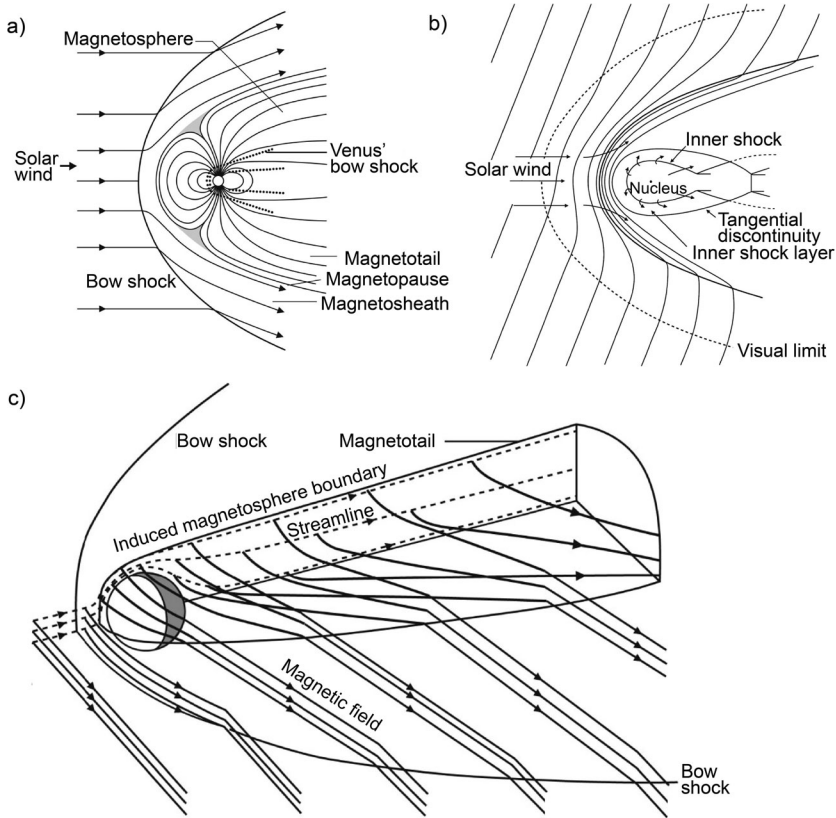 a)
Magnetosphere
Solar
wind
Venus'
bow shock
Magnetotail
Magnetopause
Bow shock
Magnetosheath
b)
Inner shock
Solar wind
Nucleus
Tangential
discontinuity
Inner shock layer
Visual limit
c)
Bow shock
Magnetotail
Induced magnetosphere boundary
Streamline
Magnetic field
Bow
shock